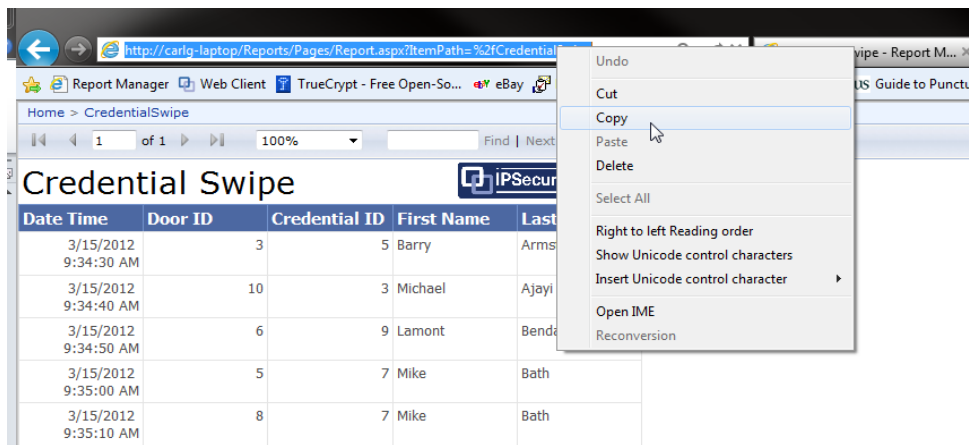 http://carlg-laptop/Reports/Pages/Report.aspx?ItemPath=%2fCredential
wipe - Report M...
Report Manager Web Client TrueCrypt - Free Open-So... eBay
US Guide to Punctu
Home > CredentialSwipe
1 of 1 100% Find | Next
Credential Swipe iPSecur
Date Time Door ID Credential ID First Name Last
3/15/2012 3 5 Barry Arms
9:34:30 AM
3/15/2012 10 3 Michael Ajayi
9:34:40 AM
3/15/2012 6 9 Lamont Benda
9:34:50 AM
3/15/2012 5 7 Mike Bath
9:35:00 AM
3/15/2012 8 7 Mike Bath
9:35:10 AM
Undo
Cut
Copy
Paste
Delete
Select All
Right to left Reading order
Show Unicode control characters
Insert Unicode control character
Open IME
Reconversion